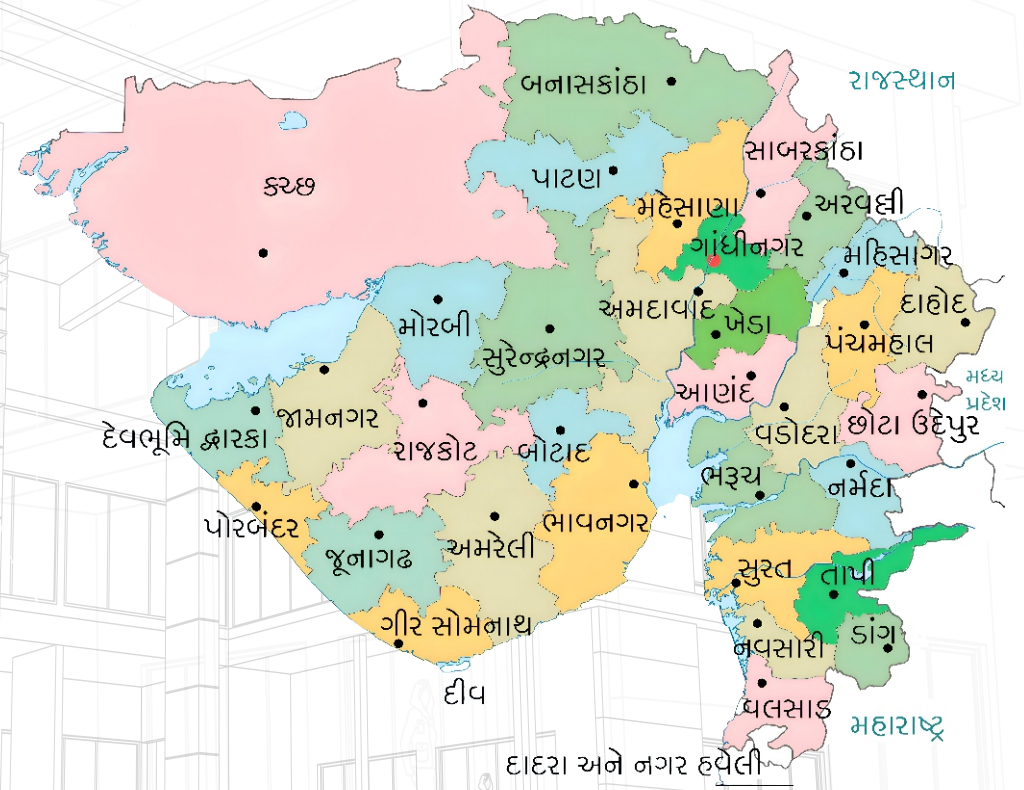 બનાસકાંઠા
રાજસ્થાન
સાબરકાંઠા
પાટણ
કચ્છ
મહેસાણા
અરવલ્લી
ગાંધીનગર
મહિસાગર
અમદાવાદ
દાહોદ
મોરબી
ખેડા
પંચમહાલ
સુરેન્દ્રનગર
મધ્ય
પ્રદેશ
આણંદ
જામનગર
છોટા ઉદેપુર
દેવભૂમિ દ્વારકા
વડોદરા
રાજકોટ
બોટાદ
ભરૂચ
નર્મદા
પોરબંદર
ભાવનગર
જૂનાગઢ
અમરેલી
સુરત
તાપી
ગીર સોમનાથ
ડાંગ
નવસારી
દીવ
વલસાડ
મહારાષ્ટ્ર
દાદરા અને નગર હવેલી